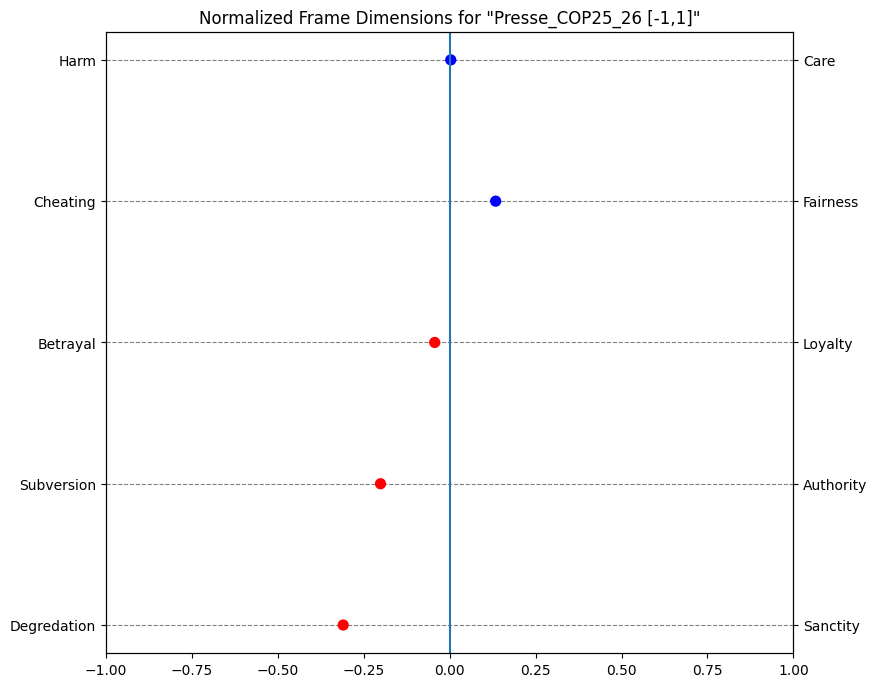 Normalized Frame Dimensions for "Presse_COP25_26 [-1,1]"
Harm
Care
Cheating
Fairness
Betrayal
Loyalty
Subversion
Authority
Degredation
Sanctity
−1.00
−0.75
−0.50
−0.25
0.00
0.25
0.50
0.75
1.00